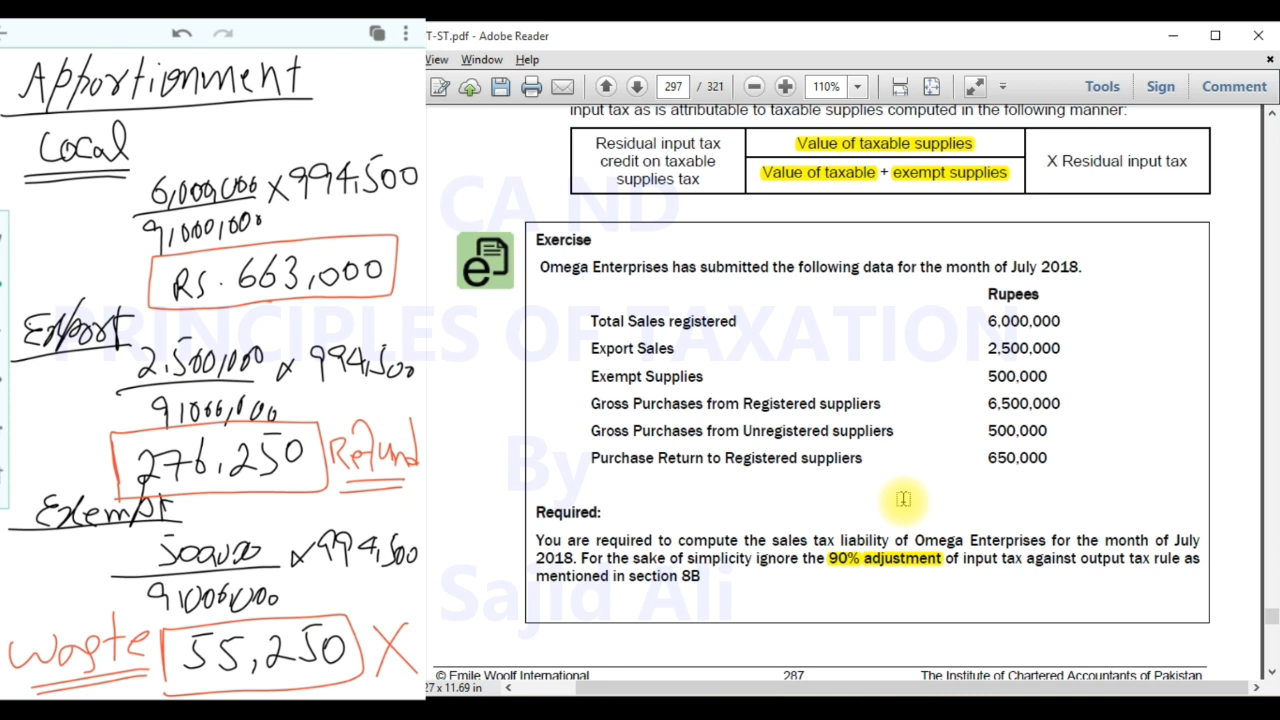 Apportionment
Local
6,000,000 X 994,500
9,000,000
RS. 663,000
Export
2,500,000 x 994,500
9,000,000
276,250 Refund
Exempt
500,000 x 994,500
9,000,000
Waste 55,250 X
T-ST.pdf - Adobe Reader
View Window Help
297 / 321 110% Tools Sign Comment
input tax as is attributable to taxable supplies computed in the following manner:
Residual input tax credit on taxable supplies tax
Value of taxable supplies
Value of taxable + exempt supplies
X Residual input tax
CA ND
PRINCIPLES OF TAXATION
By
Sajid Ali
Exercise
Omega Enterprises has submitted the following data for the month of July 2018.
Rupees
Total Sales registered 6,000,000
Export Sales 2,500,000
Exempt Supplies 500,000
Gross Purchases from Registered suppliers 6,500,000
Gross Purchases from Unregistered suppliers 500,000
Purchase Return to Registered suppliers 650,000
Required:
You are required to compute the sales tax liability of Omega Enterprises for the month of July
2018. For the sake of simplicity ignore the 90% adjustment of input tax against output tax rule as
mentioned in section 8B
© Emile Woolf International 287 The Institute of Chartered Accountants of Pakistan
27 x 11.69 in